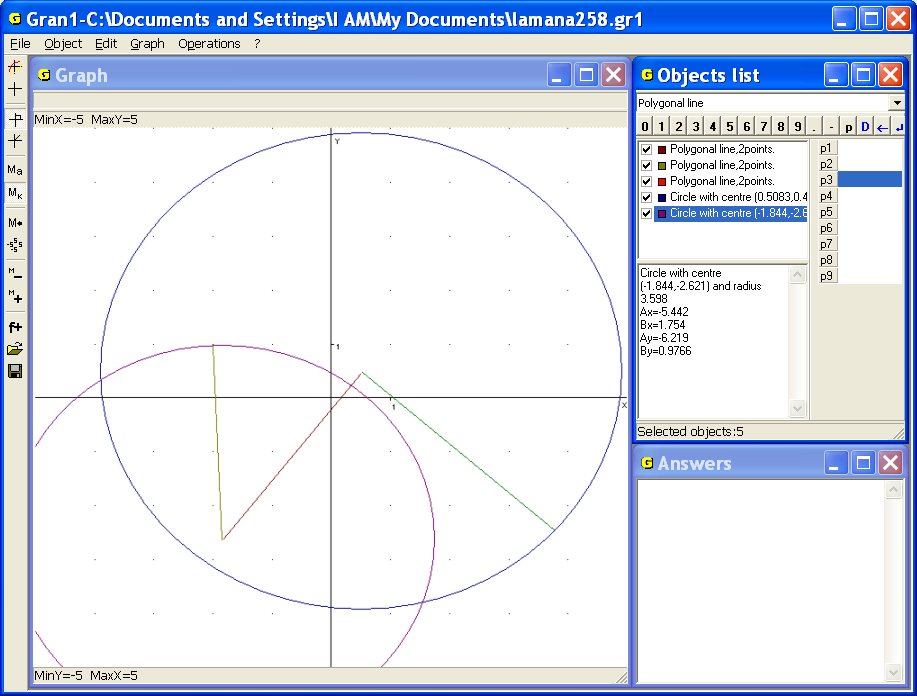 Gran1-C:\Documents and Settings\I AM\My Documents\lamana258.gr1
File Object Edit Graph Operations ?
Graph
MinX=-5 MaxY=5
Y
1
X
1
MinY=-5 MaxX=5
Ma
Mк
M*
M
M
f+
Objects list
Polygonal line
0 1 2 3 4 5 6 7 8 9 . - p D
Polygonal line,2points.
Polygonal line,2points.
Polygonal line,2points.
Circle with centre (0.5083,0.4
Circle with centre (-1.844,-2.6
p1
p2
p3
p4
p5
p6
p7
p8
p9
Circle with centre
(-1.844,-2.621) and radius
3.598
Ax=-5.442
Bx=1.754
Ay=-6.219
By=0.9766
Selected objects:5
Answers